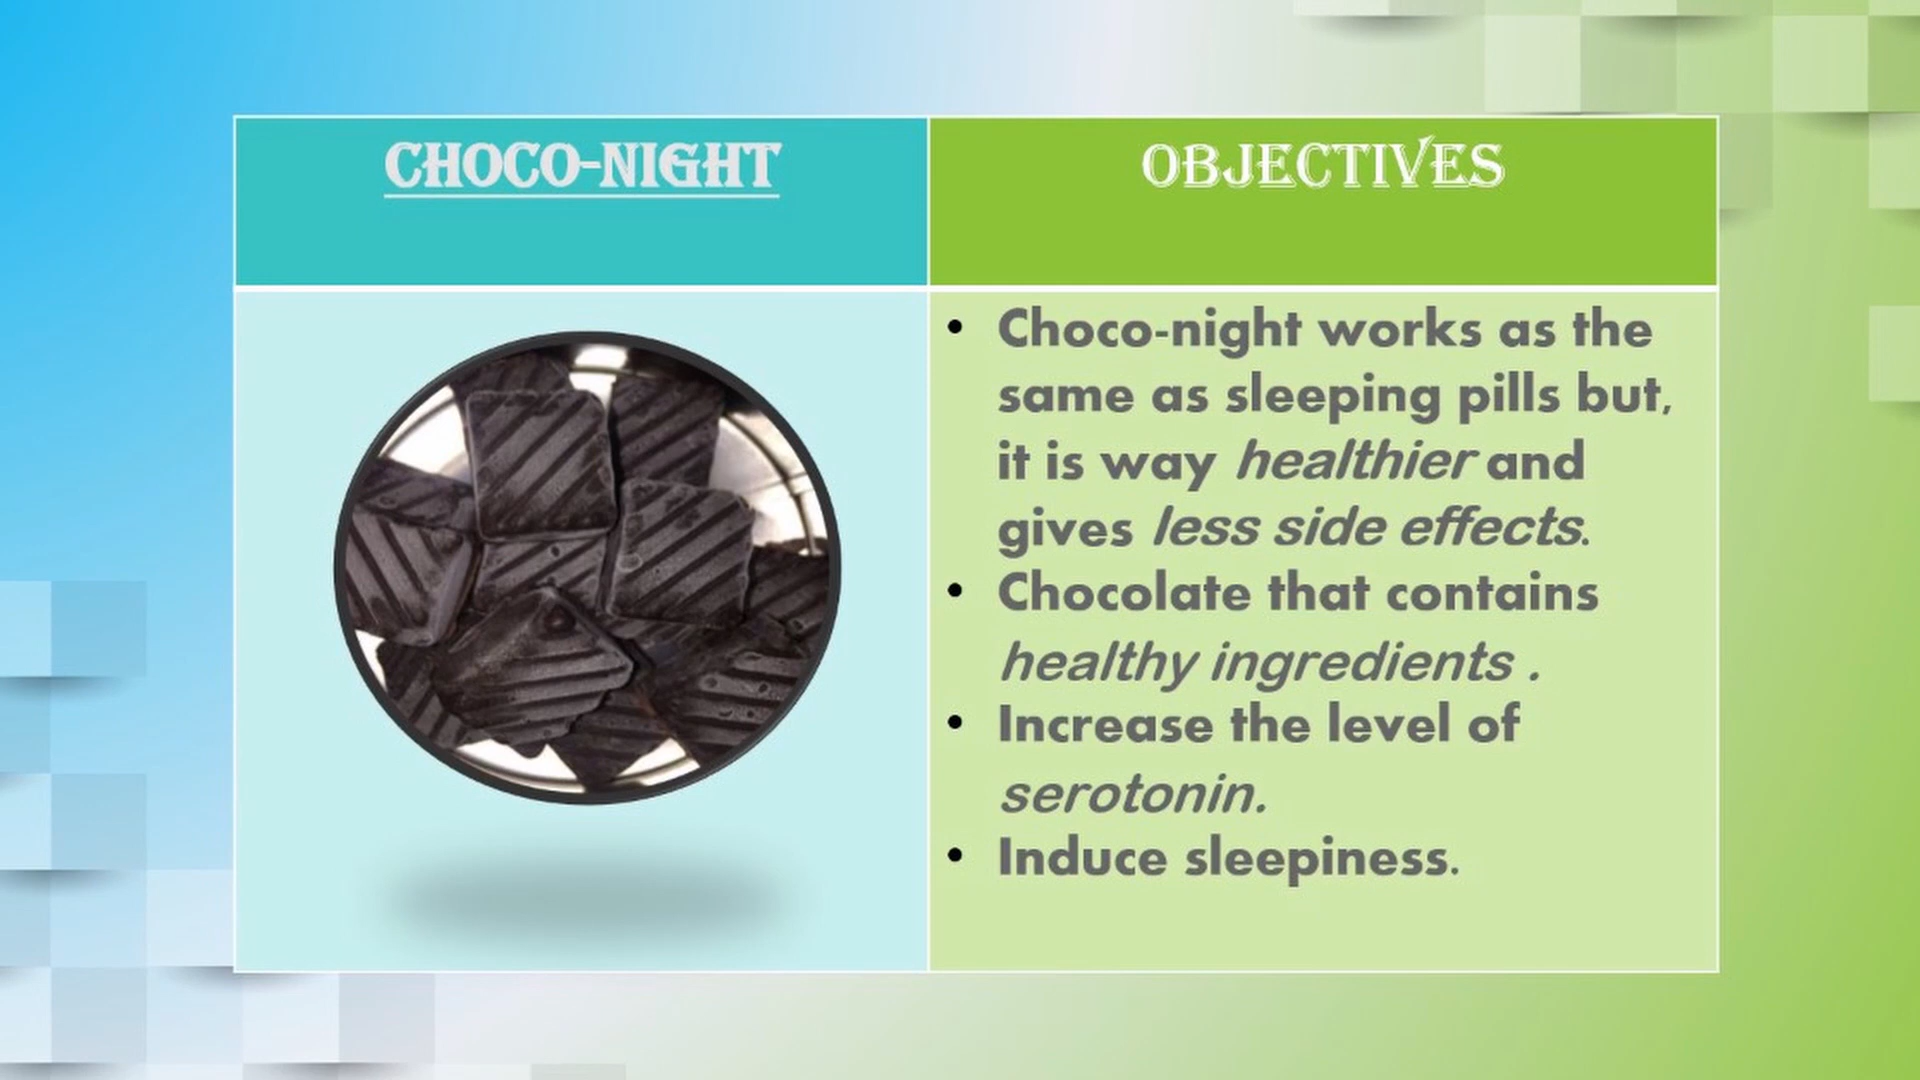 CHOCO-NIGHT
OBJECTIVES
• Choco-night works as the
same as sleeping pills but,
it is way healthier and
gives less side effects.
• Chocolate that contains
healthy ingredients .
• Increase the level of
serotonin.
• Induce sleepiness.